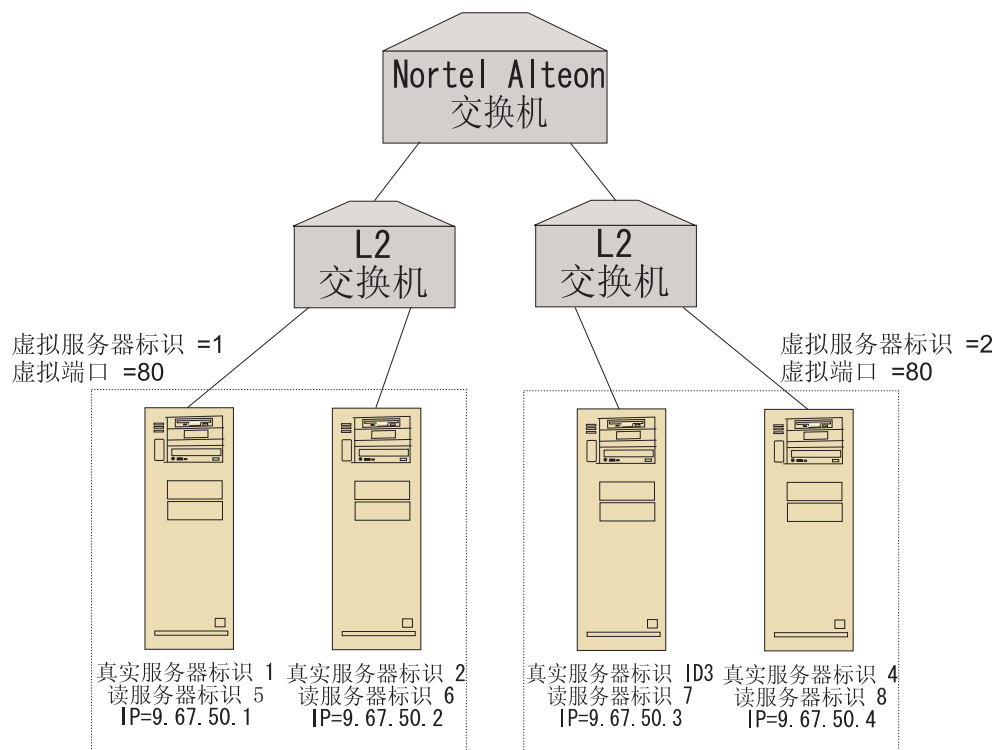 Nortel Alteon
交换机
L2
交换机
L2
交换机
虚拟服务器标识 =1
虚拟端口 =80
虚拟服务器标识 =2
虚拟端口 =80
真实服务器标识 1
读服务器标识 5
IP=9.67.50.1
真实服务器标识 2
读服务器标识 6
IP=9.67.50.2
真实服务器标识 ID3
读服务器标识 7
IP=9.67.50.3
真实服务器标识 4
读服务器标识 8
IP=9.67.50.4